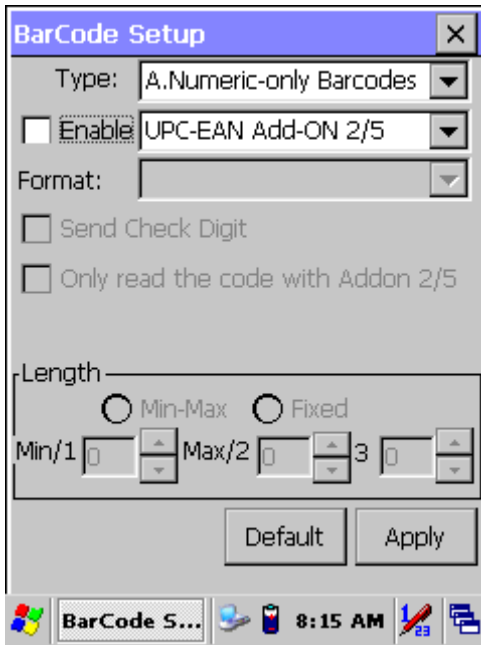 BarCode Setup
Type: A.Numeric-only Barcodes
Enable UPC-EAN Add-ON 2/5
Format:
Send Check Digit
Only read the code with Addon 2/5
Length
Min-Max Fixed
Min/1 0 Max/2 0 3 0
Default Apply
BarCode S... 8:15 AM 1/23